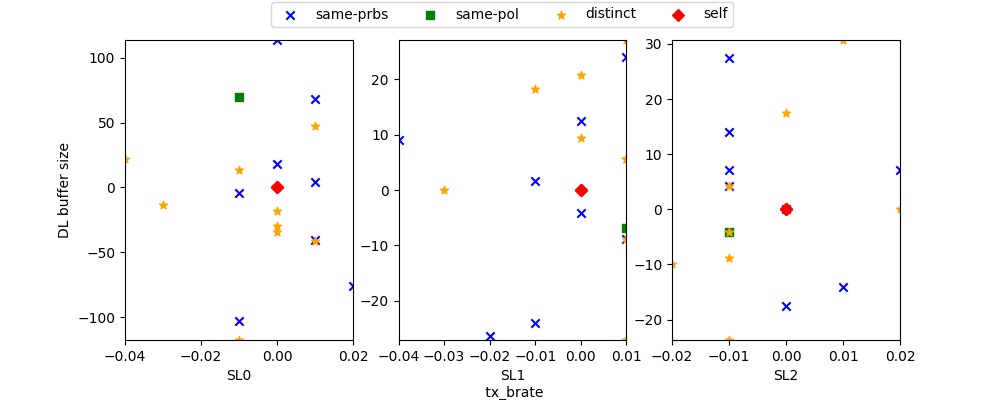 same-prbs same-pol distinct self
100
50
0
−50
−100
DL buffer size
−0.04 −0.02 0.00 0.02
SL0
20
10
0
−10
−20
−0.04 −0.03 −0.02 −0.01 0.00 0.01
SL1
tx_brate
30
20
10
0
−10
−20
−0.02 −0.01 0.00 0.01 0.02
SL2